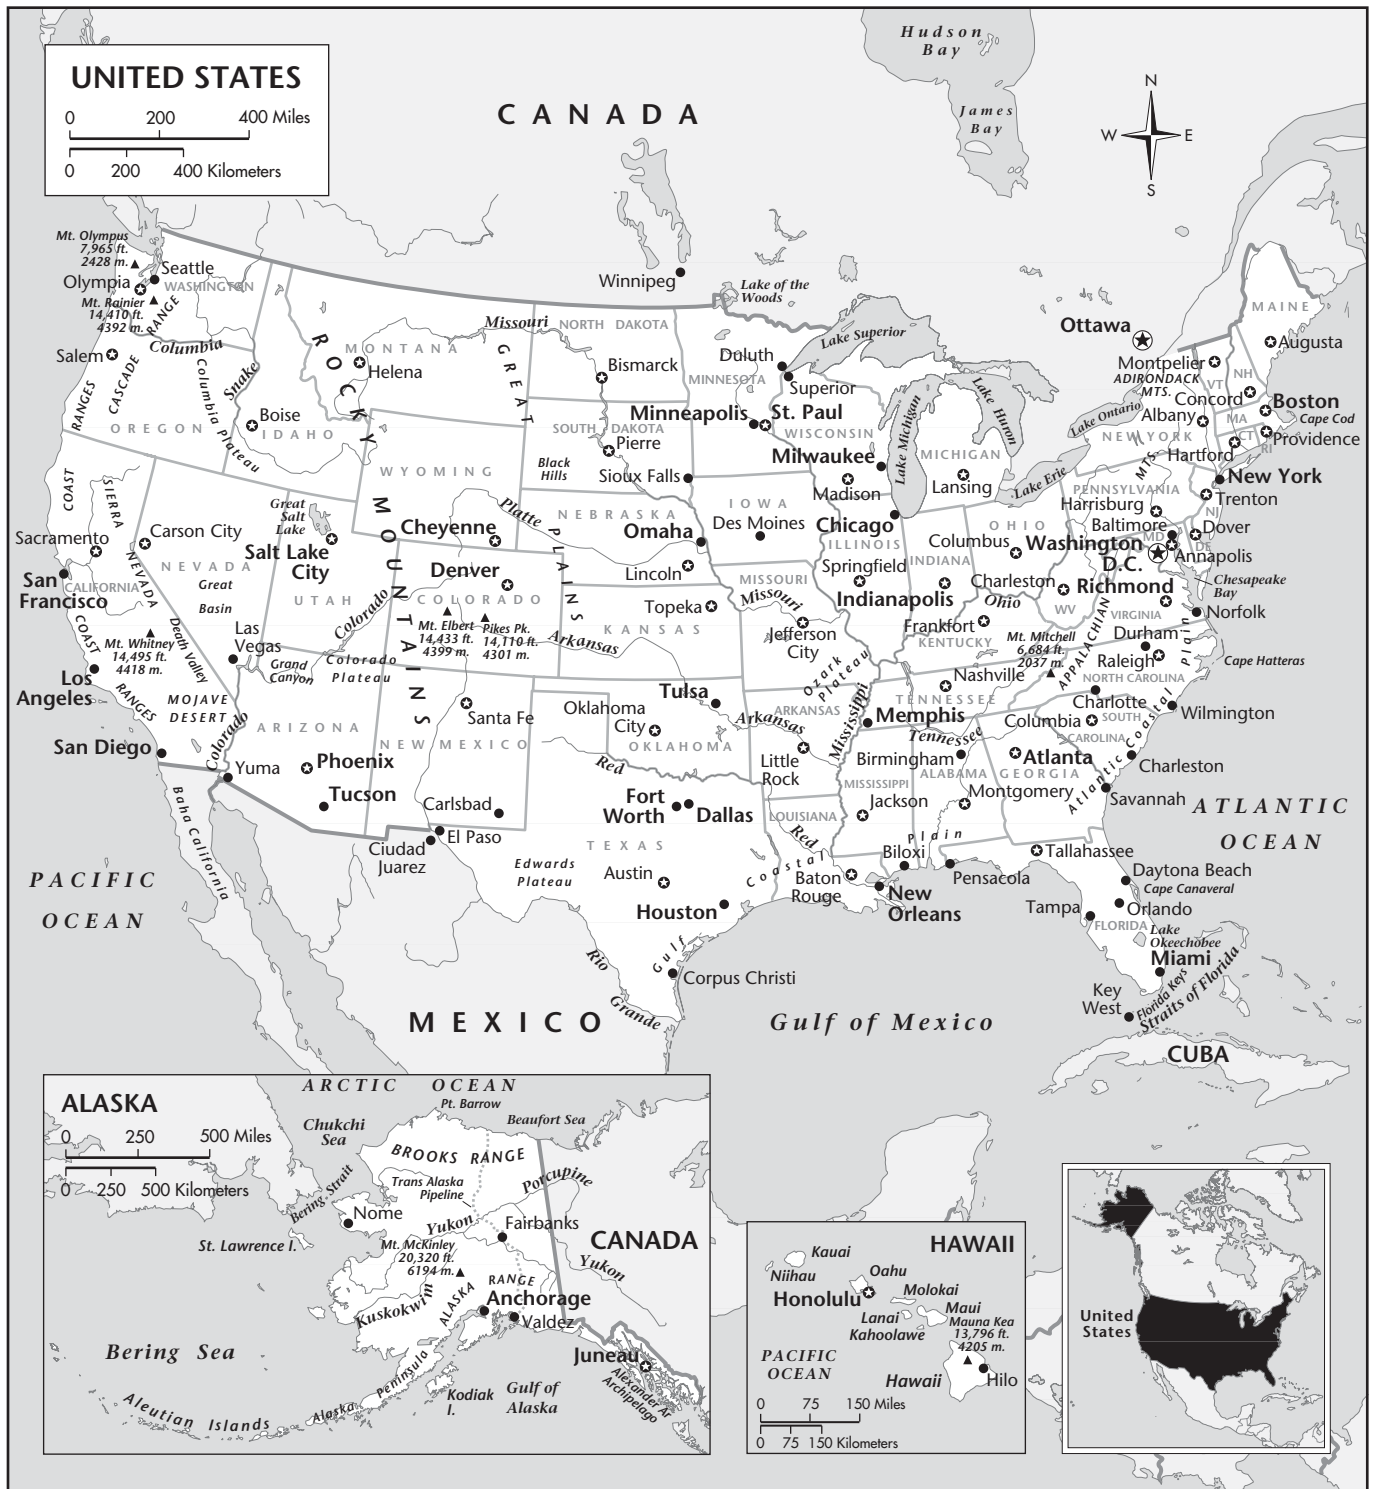 UNITED STATES
0 200 400 Miles
0 200 400 Kilometers
CANADA
Hudson
Bay
James
Bay
N
W E
S
Mt. Olympus
7,965 ft.
2428 m.
Seattle
Olympia
WASHINGTON
Mt. Rainier
14,410 ft.
4392 m.
RANGE
CASCADE
Columbia
Salem
RANGES
COAST
OREGON
Columbia Plateau
Snake
Boise
IDAHO
ROCKY
MOUNTAINS
MONTANA
Helena
Missouri
GREAT
PLAINS
NORTH DAKOTA
Bismarck
Winnipeg
Lake of the
Woods
Lake Superior
Duluth
Superior
MINNESOTA
Minneapolis
St. Paul
SOUTH DAKOTA
Pierre
Black
Hills
Sioux Falls
WYOMING
Cheyenne
Platte
NEBRASKA
Omaha
Lincoln
IOWA
Des Moines
WISCONSIN
Milwaukee
Madison
Lake Michigan
Lake Huron
MICHIGAN
Lansing
Lake Erie
Lake Ontario
Ottawa
Montpelier
ADIRONDACK
MTS.
VT
NH
MAINE
Augusta
Concord
Albany
Boston
MA
Cape Cod
CT
RI
Providence
Hartford
NEW YORK
New York
PENNSYLVANIA
MTS.
Trenton
NJ
Harrisburg
Baltimore
Dover
MD
DE
Washington
D.C.
Annapolis
Chesapeake
Bay
Richmond
Norfolk
VIRGINIA
WV
Charleston
OHIO
Columbus
INDIANA
Indianapolis
ILLINOIS
Chicago
Springfield
MISSOURI
Missouri
Jefferson
City
Ohio
Frankfort
KENTUCKY
Mt. Mitchell
6,684 ft.
2037 m.
APPALACHIAN
Durham
Raleigh
NORTH CAROLINA
Cape Hatteras
Charlotte
Wilmington
Columbia
SOUTH
CAROLINA
Charleston
Atlantic Coastal Plain
Savannah
ATLANTIC
OCEAN
Nashville
TENNESSEE
Memphis
Tennessee
Birmingham
Atlanta
ALABAMA
GEORGIA
Montgomery
MISSISSIPPI
Mississippi
Jackson
Ozark
Plateau
ARKANSAS
Arkansas
Little
Rock
LOUISIANA
Red
Baton
Rouge
Biloxi
New
Orleans
Pensacola
Tallahassee
Daytona Beach
Cape Canaveral
Orlando
Tampa
FLORIDA
Lake
Okeechobee
Miami
Key
West
Florida Keys
Straits of Florida
CUBA
Gulf of Mexico
Sacramento
San
Francisco
CALIFORNIA
SIERRA
NEVADA
Carson City
NEVADA
Great
Basin
Great
Salt
Lake
Salt Lake
City
UTAH
Colorado
Denver
COLORADO
Mt. Elbert
14,433 ft.
4399 m.
Pikes Pk.
14,110 ft.
4301 m.
KANSAS
Topeka
Arkansas
COAST
RANGES
Mt. Whitney
14,495 ft.
4418 m.
Death Valley
Las
Vegas
Grand
Canyon
Colorado
Plateau
Los
Angeles
MOJAVE
DESERT
San Diego
Colorado
Yuma
ARIZONA
Phoenix
Tucson
Santa Fe
NEW MEXICO
Carlsbad
El Paso
Ciudad
Juarez
Tulsa
Oklahoma
City
OKLAHOMA
Red
Fort
Worth
Dallas
TEXAS
Edwards
Plateau
Austin
Houston
Gulf Coastal Plain
Corpus Christi
Rio
Grande
Baha California
PACIFIC
OCEAN
MEXICO
ALASKA
0 250 500 Miles
0 250 500 Kilometers
ARCTIC OCEAN
Pt. Barrow
Chukchi
Sea
Beaufort Sea
BROOKS RANGE
Trans Alaska
Pipeline
Porcupine
Bering Strait
Nome
Yukon
Fairbanks
St. Lawrence I.
Mt. McKinley
20,320 ft.
6194 m.
CANADA
Yukon
Kuskokwim
ALASKA
RANGE
Anchorage
Valdez
Juneau
Bering Sea
Alaska Peninsula
Kodiak
I.
Gulf of
Alaska
Alexander Ar
Archipelago
Aleutian Islands
HAWAII
Kauai
Niihau
Oahu
Honolulu
Molokai
Lanai
Maui
Kahoolawe
Mauna Kea
13,796 ft.
4205 m.
PACIFIC
OCEAN
Hawaii
Hilo
0 75 150 Miles
0 75 150 Kilometers
United
States